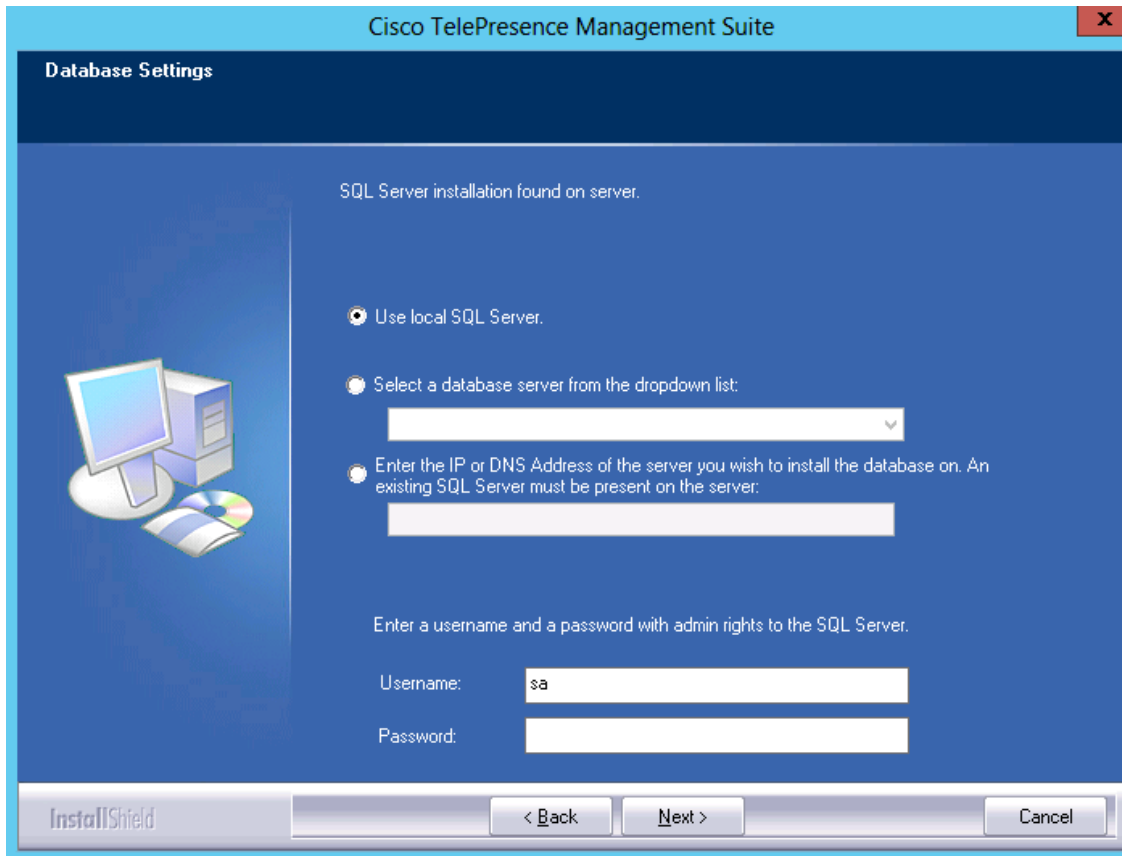 Cisco TelePresence Management Suite
x
Database Settings
SQL Server installation found on server.
Use local SQL Server.
Select a database server from the dropdown list:
Enter the IP or DNS Address of the server you wish to install the database on. An
existing SQL Server must be present on the server:
Enter a username and a password with admin rights to the SQL Server.
Username: sa
Password:
InstallShield
< Back Next > Cancel